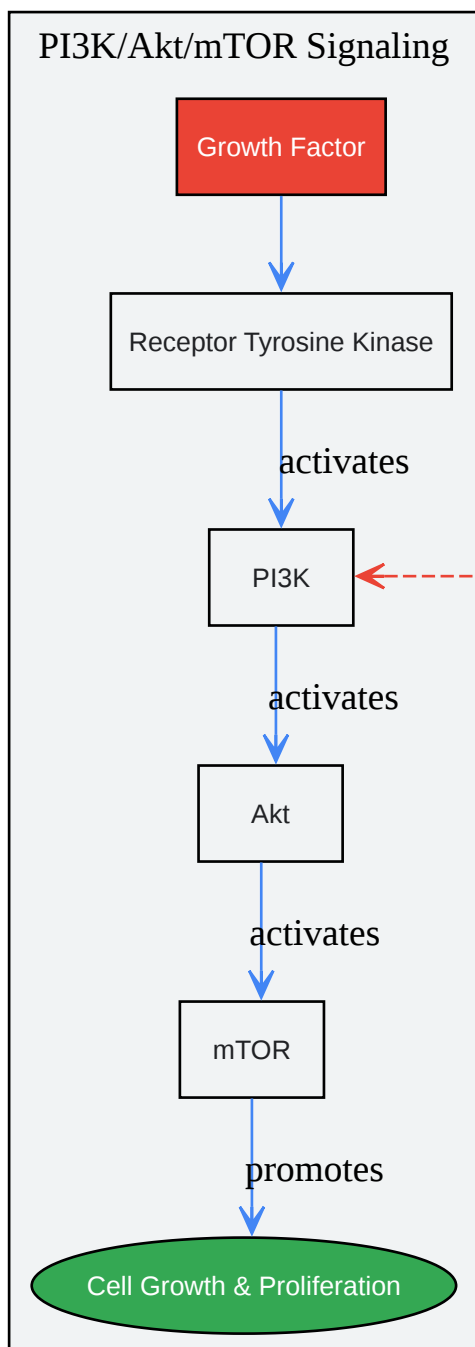 PI3K/Akt/mTOR Signaling
Growth Factor
Receptor Tyrosine Kinase
activates
PI3K
activates
Akt
activates
mTOR
promotes
Cell Growth & Proliferation